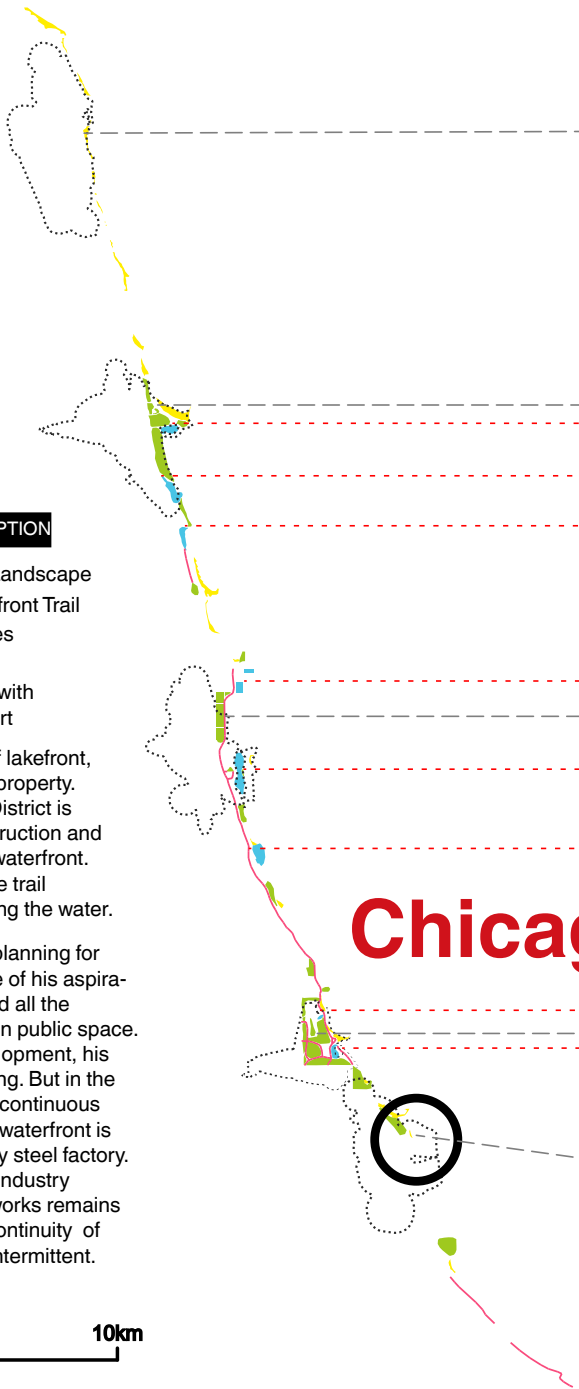 PTION
andscape
front Trail
es
with
rt
f lakefront,
property.
District is
ruction and
waterfront.
e trail
ng the water.
planning for
e of his aspira-
d all the
n public space.
opment, his
ng. But in the
continuous
waterfront is
y steel factory.
industry
works remains
ontinuity of
ntermittent.
10km
Chicag